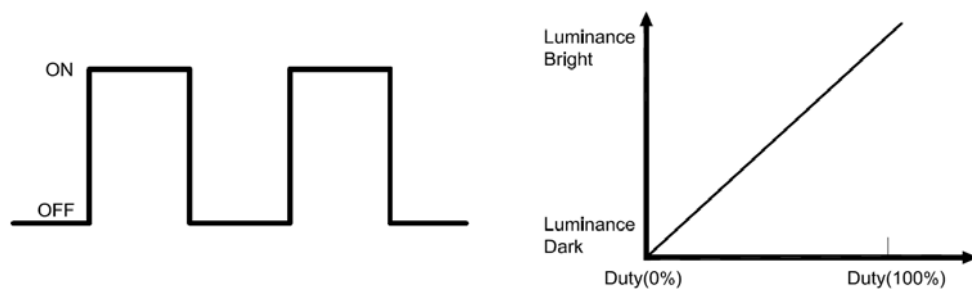 ON
OFF
Luminance
Bright
Luminance
Dark
Duty(0%)
Duty(100%)